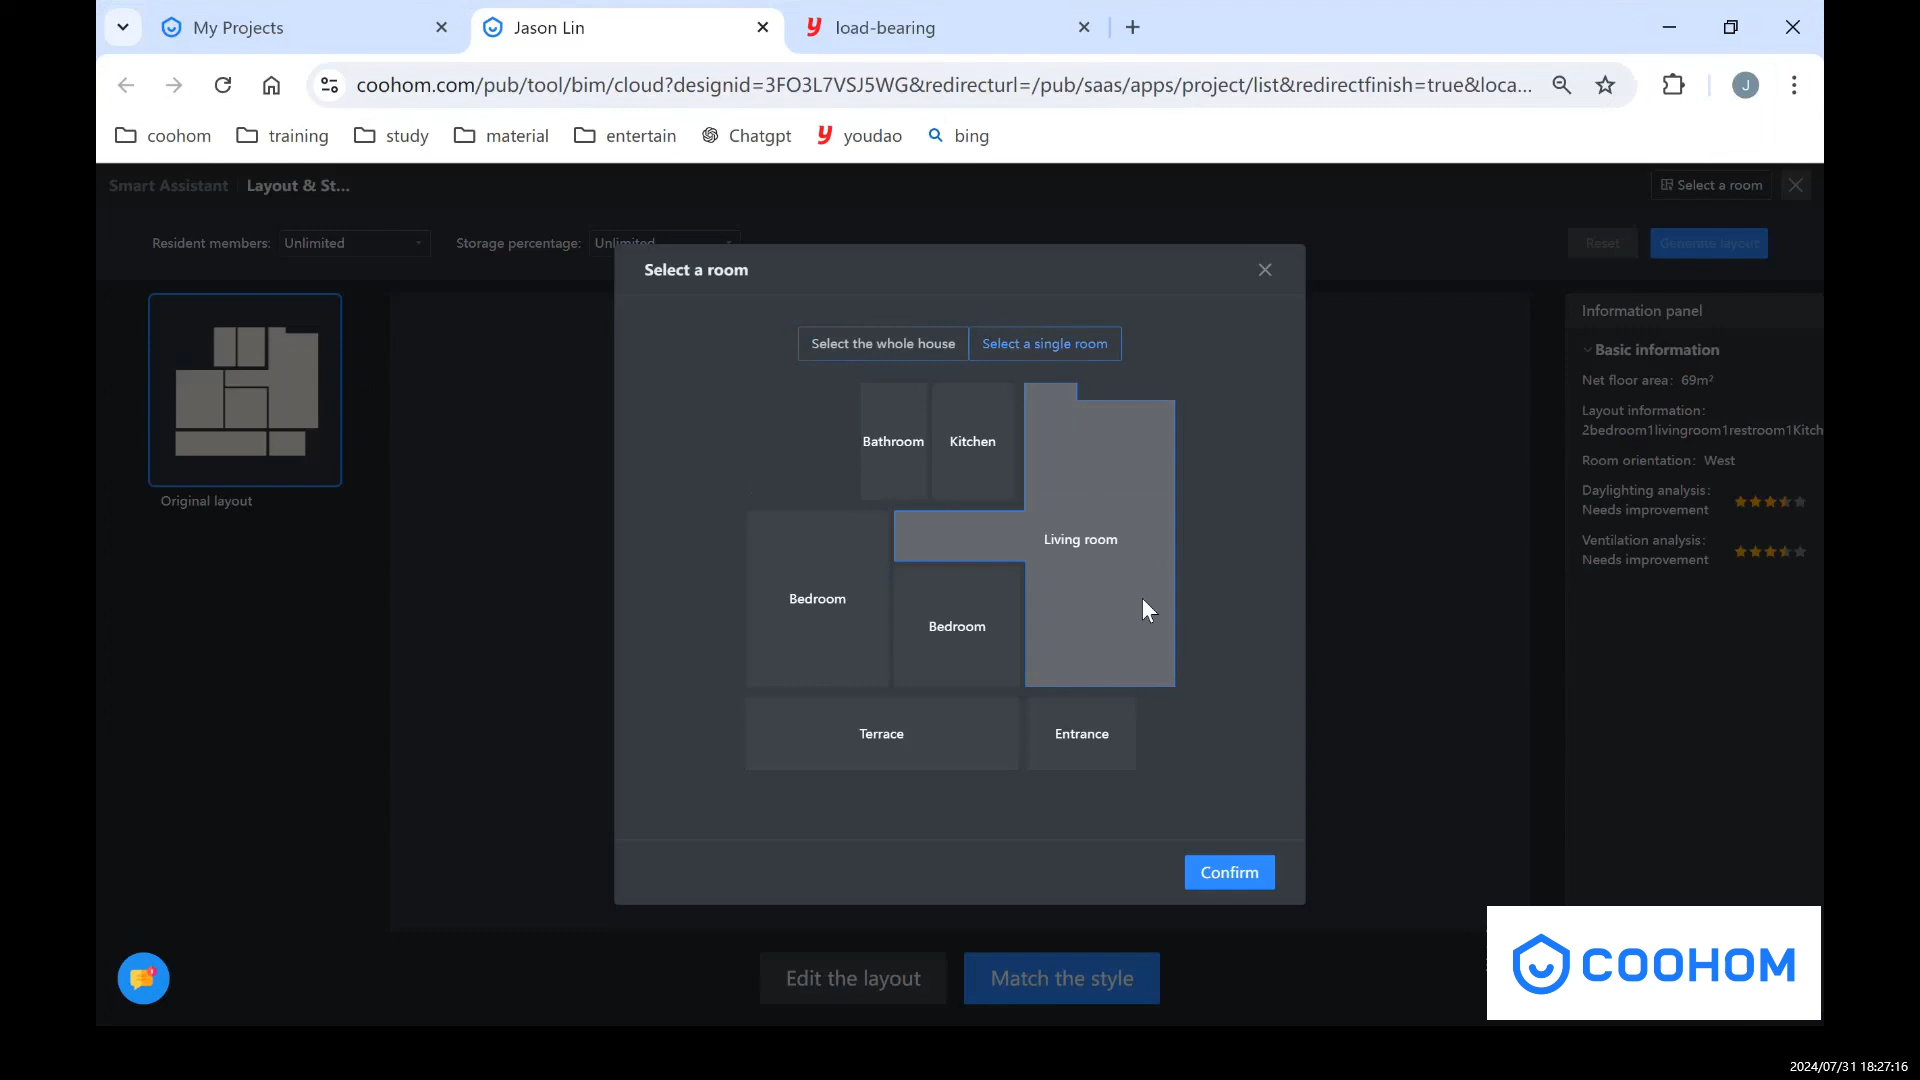 My Projects
Jason Lin
load-bearing
coohom.com/pub/tool/bim/cloud?designid=3FO3L7VSJ5WG&redirecturl=/pub/saas/apps/project/list&redirectfinish=true&loca...
J
coohom
training
study
material
entertain
Chatgpt
youdao
bing
Smart Assistant
Layout & St...
Select a room
Resident members:
Unlimited
Storage percentage:
Unlimited
Reset
Generate layout
Original layout
Select a room
Select the whole house
Select a single room
Bathroom
Kitchen
Living room
Bedroom
Bedroom
Terrace
Entrance
Confirm
Information panel
Basic information
Net floor area: 69m²
Layout information:
2bedroom1livingroom1restroom1Kitch
Room orientation: West
Daylighting analysis:
Needs improvement
Ventilation analysis:
Needs improvement
Edit the layout
Match the style
COOHOM
2024/07/31 18:27:16